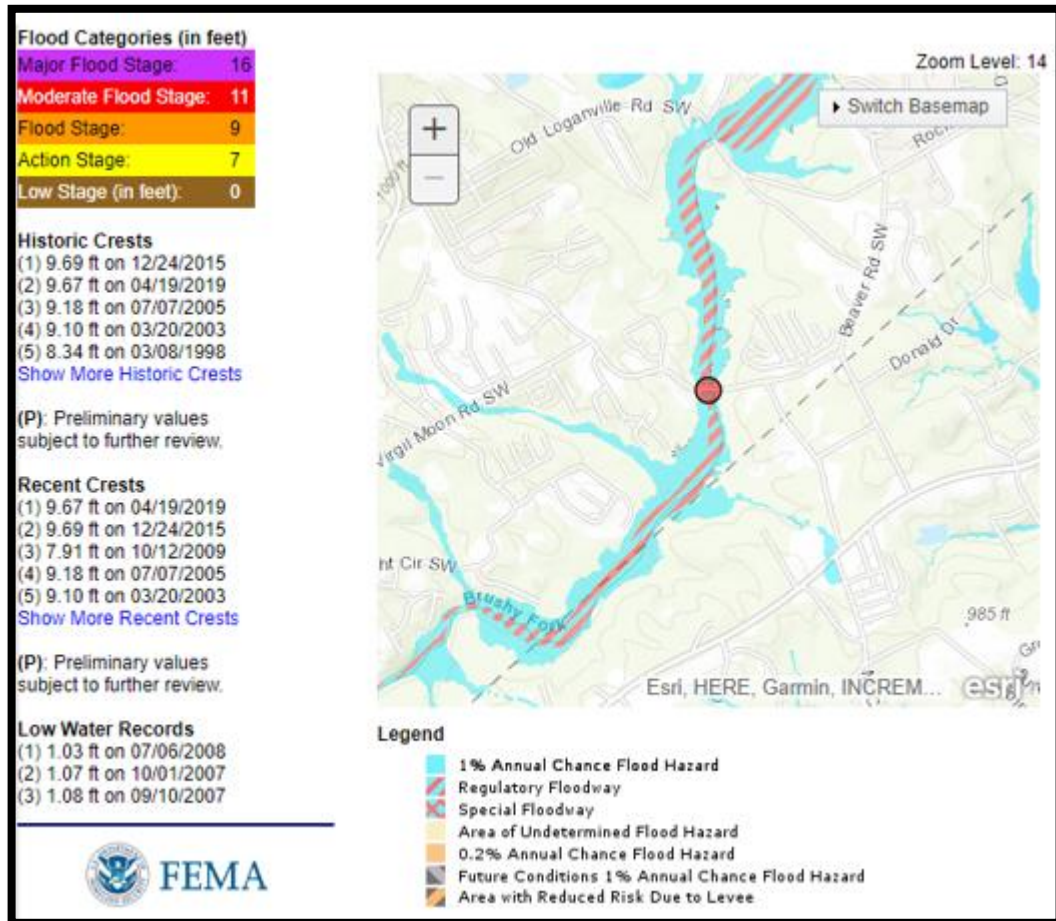 Flood Categories (in feet)
Major Flood Stage: 16
Moderate Flood Stage: 11
Flood Stage: 9
Action Stage: 7
Low Stage (in feet): 0
Historic Crests
(1) 9.69 ft on 12/24/2015
(2) 9.67 ft on 04/19/2019
(3) 9.18 ft on 07/07/2005
(4) 9.10 ft on 03/20/2003
(5) 8.34 ft on 03/08/1998
Show More Historic Crests
(P): Preliminary values
subject to further review.
Recent Crests
(1) 9.67 ft on 04/19/2019
(2) 9.69 ft on 12/24/2015
(3) 7.91 ft on 10/12/2009
(4) 9.18 ft on 07/07/2005
(5) 9.10 ft on 03/20/2003
Show More Recent Crests
(P): Preliminary values
subject to further review.
Low Water Records
(1) 1.03 ft on 07/06/2008
(2) 1.07 ft on 10/01/2007
(3) 1.08 ft on 09/10/2007
FEMA
Zoom Level: 14
+
−
Switch Basemap
Old Loganville Rd SW
1000 ft
Beaver Rd SW
Donald Dr
Virgil Moon Rd SW
nt Cir SW
Brushy Fork
985 ft
Esri, HERE, Garmin, INCREM...
esri
Legend
1% Annual Chance Flood Hazard
Regulatory Floodway
Special Floodway
Area of Undetermined Flood Hazard
0.2% Annual Chance Flood Hazard
Future Conditions 1% Annual Chance Flood Hazard
Area with Reduced Risk Due to Levee